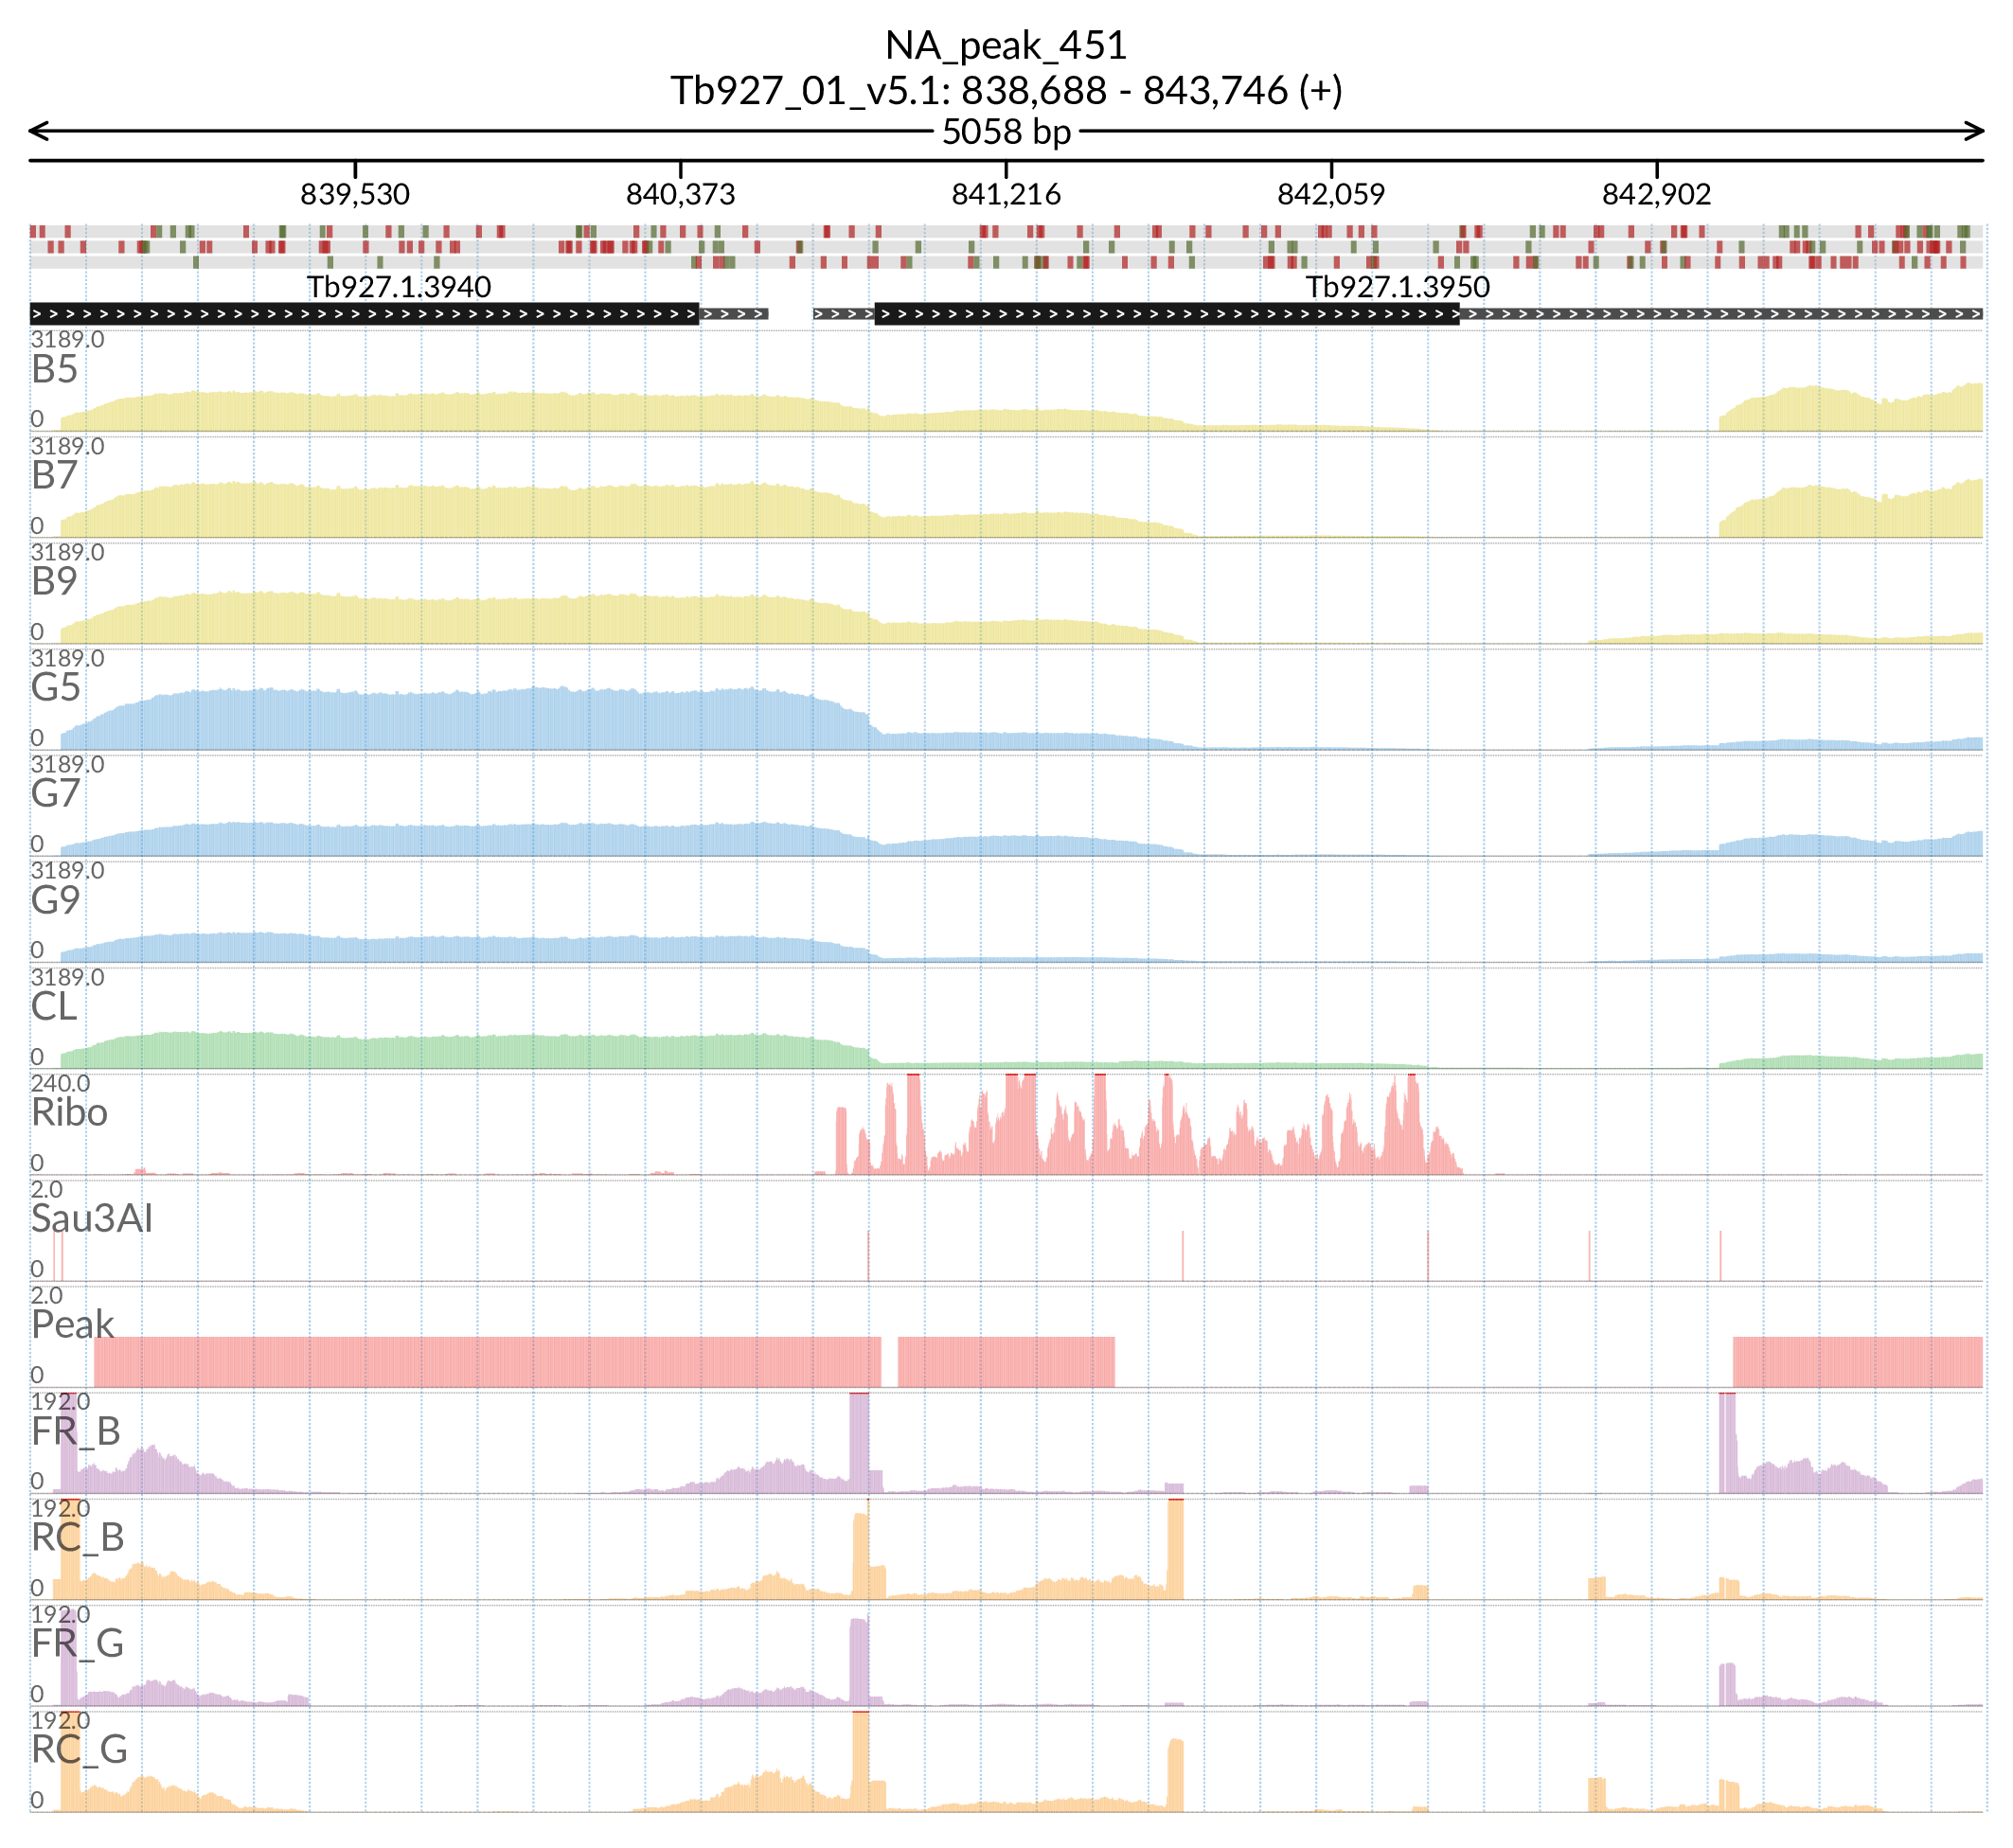 NA_peak_451
Tb927_01_v5.1: 838,688 - 843,746 (+)
5058 bp
839,530 840,373 841,216 842,059 842,902
Tb927.1.3940 Tb927.1.3950
3189.0
B5
0
3189.0
B7
0
3189.0
B9
0
3189.0
G5
0
3189.0
G7
0
3189.0
G9
0
3189.0
CL
0
240.0
Ribo
0
2.0
Sau3AI
0
2.0
Peak
0
192.0
FR_B
0
192.0
RC_B
0
192.0
FR_G
0
192.0
RC_G
0